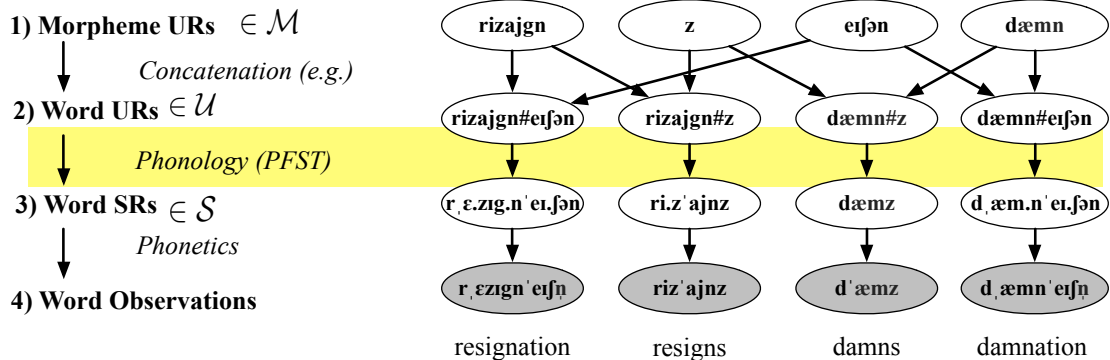 1) Morpheme URs ∈ M rizajgn z eɪʃən dæmn
Concatenation (e.g.)
2) Word URs ∈ U rizajgn#eɪʃən rizajgn#z dæmn#z dæmn#eɪʃən
Phonology (PFST)
3) Word SRs ∈ S rˌɛ.zɪg.nˈeɪ.ʃən ri.zˈajnz dæmz dˌæm.nˈeɪ.ʃən
Phonetics
4) Word Observations rˌɛzɪgnˈeɪʃn̩ rizˈajnz dˈæmz dˌæmnˈeɪʃn̩
resignation resigns damns damnation